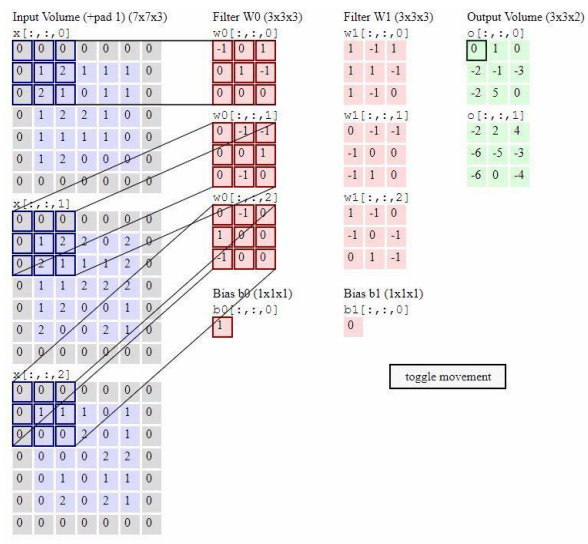 Input Volume (+pad 1) (7x7x3)
x[:,:,0]
0 0 0 0 0 0 0
0 1 2 1 1 1 0
0 2 1 0 1 1 0
0 1 2 2 1 0 0
0 1 1 1 1 0 0
0 1 2 0 0 0 0
0 0 0 0 0 0 0
x[:,:,1]
0 0 0 0 0 0 0
0 1 2 2 0 2 0
0 2 1 1 1 2 0
0 1 1 2 2 2 0
0 1 2 0 0 1 0
0 2 0 0 2 1 0
0 0 0 0 0 0 0
x[:,:,2]
0 0 0 0 0 0 0
0 1 1 1 0 1 0
0 0 0 2 0 1 0
0 0 0 0 2 2 0
0 0 1 0 1 1 0
0 0 2 0 2 1 0
0 0 0 0 0 0 0
Filter W0 (3x3x3)
w0[:,:,0]
-1 0 1
0 1 -1
0 0 0
w0[:,:,1]
0 -1 -1
0 0 1
0 -1 0
w0[:,:,2]
0 -1 0
1 0 0
-1 0 0
Bias b0 (1x1x1)
b0[:,:,0]
1
Filter W1 (3x3x3)
w1[:,:,0]
1 -1 1
1 1 -1
1 -1 0
w1[:,:,1]
0 -1 -1
-1 0 0
-1 1 0
w1[:,:,2]
1 -1 0
-1 0 -1
0 1 -1
Bias b1 (1x1x1)
b1[:,:,0]
0
Output Volume (3x3x2)
o[:,:,0]
0 1 0
-2 -1 -3
-2 5 0
o[:,:,1]
-2 2 4
-6 -5 -3
-6 0 -4
toggle movement